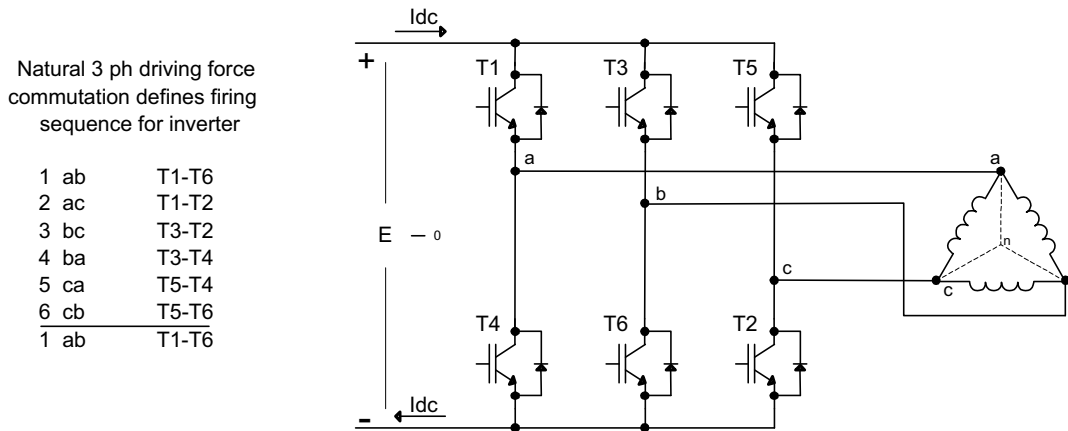 Natural 3 ph driving force
commutation defines firing
sequence for inverter
1 ab T1-T6
2 ac T1-T2
3 bc T3-T2
4 ba T3-T4
5 ca T5-T4
6 cb T5-T6
1 ab T1-T6
Idc
+
T1 T3 T5
a
b
c
E – 0
T4 T6 T2
-
Idc
a
n
c